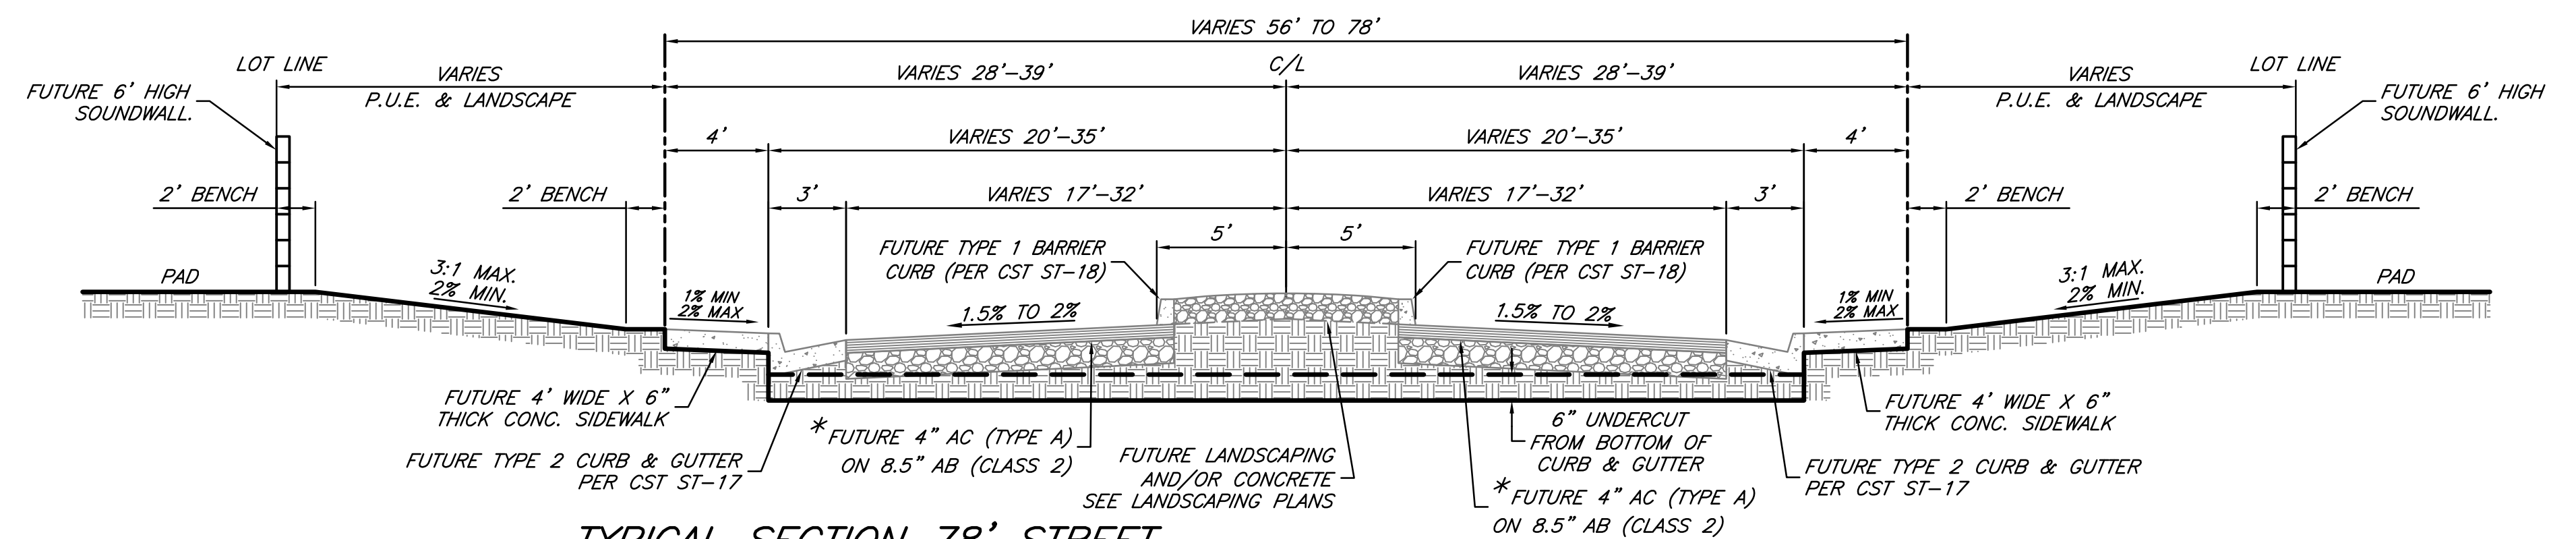 VARIES 56' TO 78'
LOT LINE
VARIES
P.U.E. & LANDSCAPE
VARIES 28'-39'
C/L
VARIES 28'-39'
VARIES
P.U.E. & LANDSCAPE
LOT LINE
FUTURE 6' HIGH
SOUNDWALL.
FUTURE 6' HIGH
SOUNDWALL.
4'
VARIES 20'-35'
VARIES 20'-35'
4'
2' BENCH
2' BENCH
3'
VARIES 17'-32'
VARIES 17'-32'
3'
2' BENCH
2' BENCH
5'
5'
FUTURE TYPE 1 BARRIER
CURB (PER CST ST-18)
FUTURE TYPE 1 BARRIER
CURB (PER CST ST-18)
PAD
3:1 MAX.
2% MIN.
1% MIN
2% MAX
1.5% TO 2%
1.5% TO 2%
1% MIN
2% MAX
3:1 MAX.
2% MIN.
PAD
FUTURE 4' WIDE X 6"
THICK CONC. SIDEWALK
FUTURE TYPE 2 CURB & GUTTER
PER CST ST-17
* FUTURE 4" AC (TYPE A)
ON 8.5" AB (CLASS 2)
FUTURE LANDSCAPING
AND/OR CONCRETE
SEE LANDSCAPING PLANS
6" UNDERCUT
FROM BOTTOM OF
CURB & GUTTER
* FUTURE 4" AC (TYPE A)
ON 8.5" AB (CLASS 2)
FUTURE 4' WIDE X 6"
THICK CONC. SIDEWALK
FUTURE TYPE 2 CURB & GUTTER
PER CST ST-17
TYPICAL SECTION 78' STREET